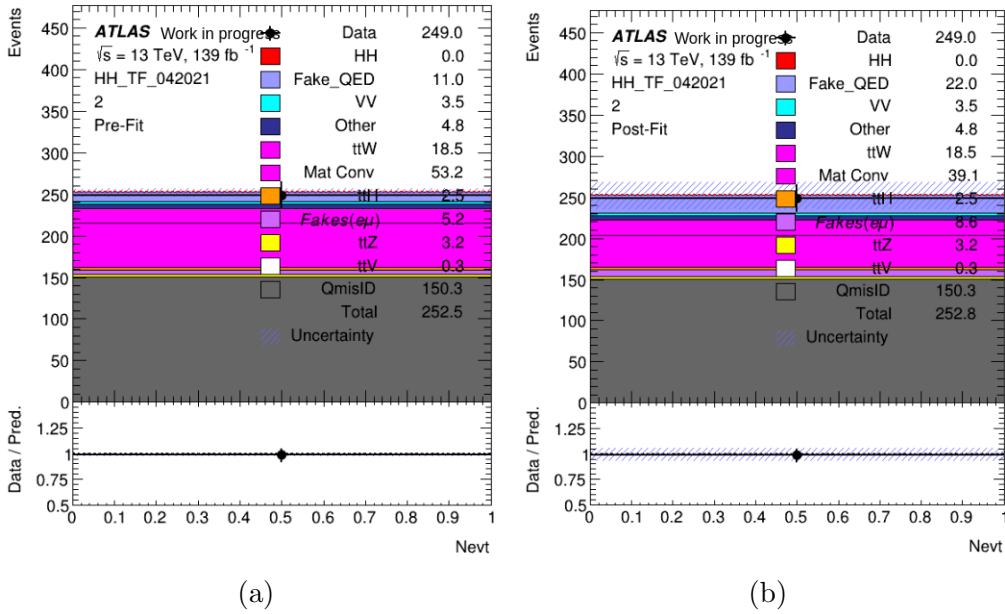 Events
450
400
350
300
250
200
150
100
50
0
ATLAS Work in progress
√s = 13 TeV, 139 fb -1
HH_TF_042021
2
Pre-Fit
Data 249.0
HH 0.0
Fake_QED 11.0
VV 3.5
Other 4.8
ttW 18.5
Mat Conv 53.2
ttH 2.5
Fakes(eμ) 5.2
ttZ 3.2
ttV 0.3
QmisID 150.3
Total 252.5
Uncertainty
Data / Pred.
1.25
1
0.75
0.5
0 0.1 0.2 0.3 0.4 0.5 0.6 0.7 0.8 0.9 1
Nevt
(a)
Events
450
400
350
300
250
200
150
100
50
0
ATLAS Work in progress
√s = 13 TeV, 139 fb -1
HH_TF_042021
2
Post-Fit
Data 249.0
HH 0.0
Fake_QED 22.0
VV 3.5
Other 4.8
ttW 18.5
Mat Conv 39.1
ttH 2.5
Fakes(eμ) 8.6
ttZ 3.2
ttV 0.3
QmisID 150.3
Total 252.8
Uncertainty
Data / Pred.
1.25
1
0.75
0.5
0 0.1 0.2 0.3 0.4 0.5 0.6 0.7 0.8 0.9 1
Nevt
(b)